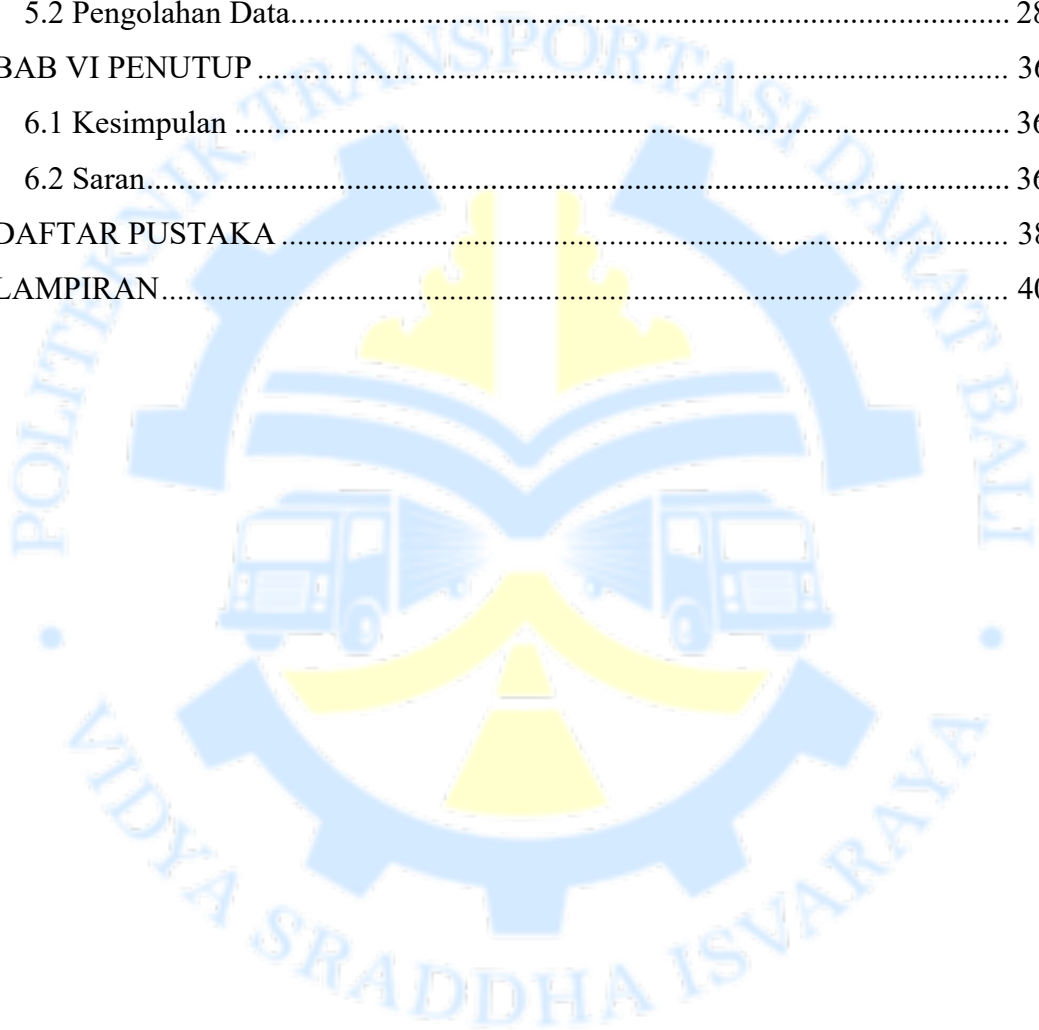 5.2 Pengolahan Data.......................................................................................... 28
BAB VI PENUTUP .............................................................................................. 36
6.1 Kesimpulan ................................................................................................. 36
6.2 Saran............................................................................................................ 36
DAFTAR PUSTAKA ........................................................................................... 38
LAMPIRAN.......................................................................................................... 40
POLITEKNIK TRANSPORTASI DARAT BALI
VIDYA SRADDHA ISVARAYA